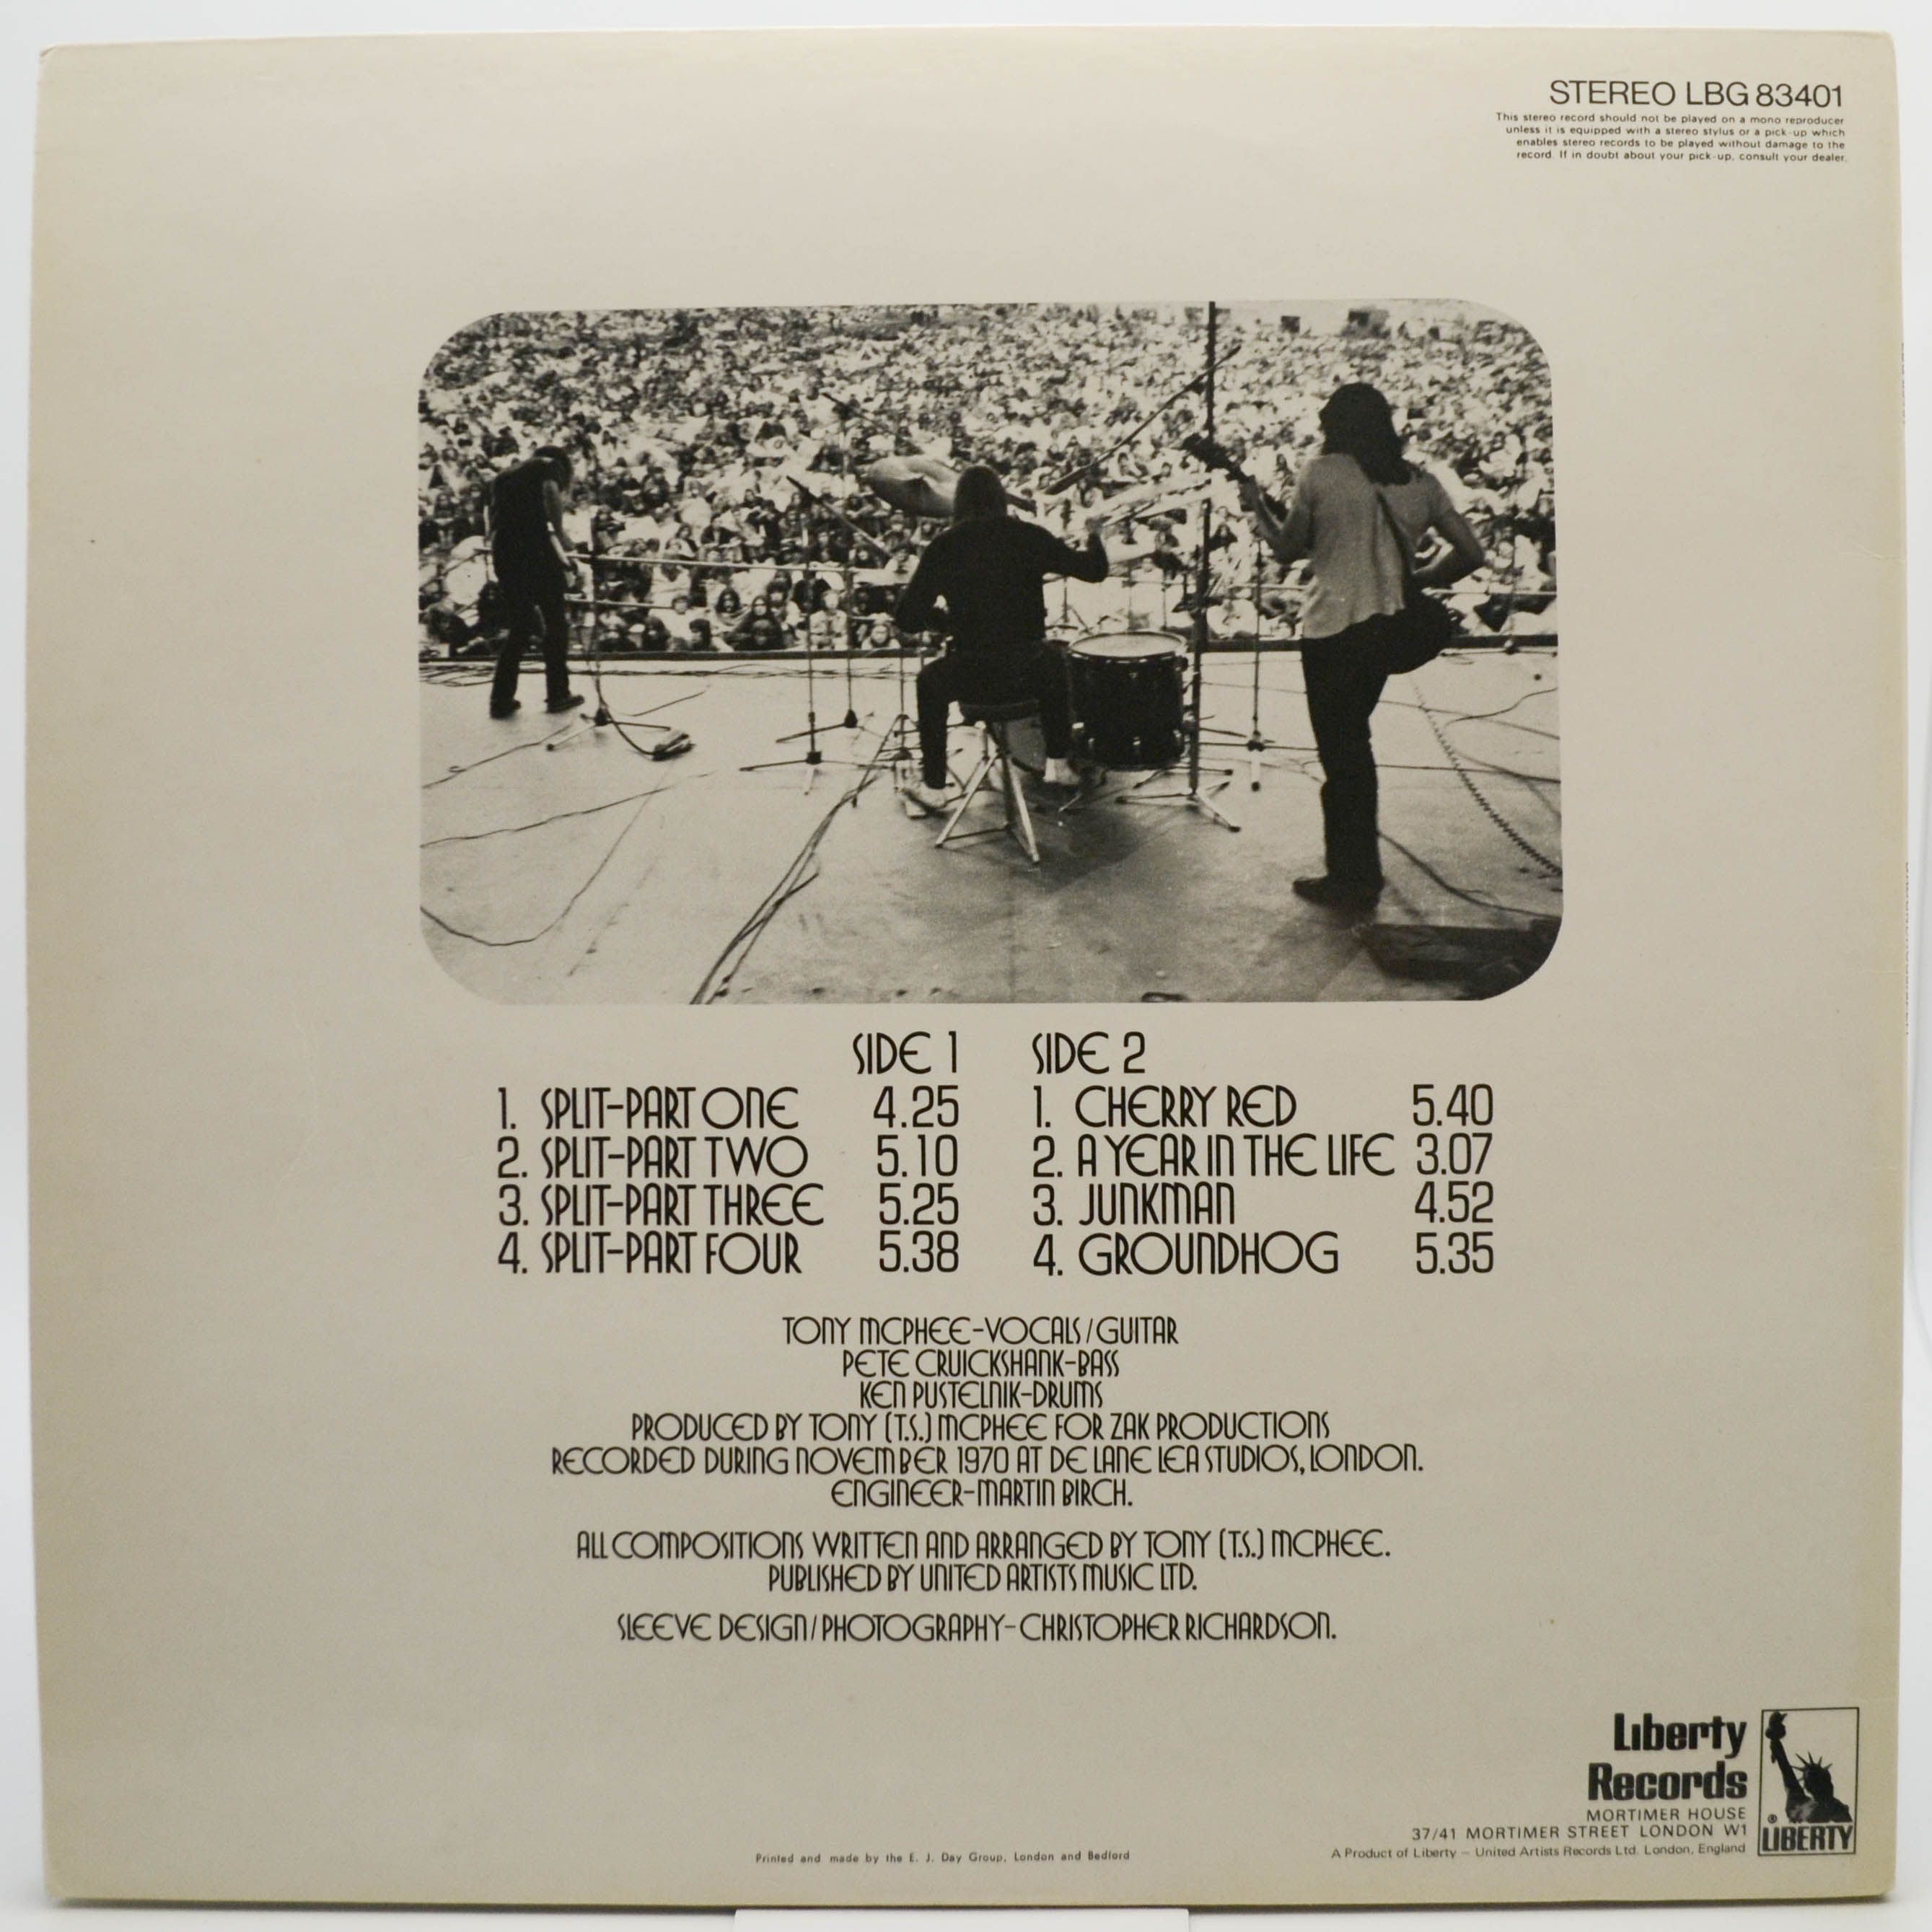 STEREO LBG 83401
This stereo record should not be played on a mono reproducer
unless it is equipped with a stereo stylus or a pick-up which
enables stereo records to be played without damage to the
record. If in doubt about your pick-up, consult your dealer.
SIDE 1
1. SPLIT-PART ONE 4.25
2. SPLIT-PART TWO 5.10
3. SPLIT-PART THREE 5.25
4. SPLIT-PART FOUR 5.38
SIDE 2
1. CHERRY RED 5.40
2. A YEAR IN THE LIFE 3.07
3. JUNKMAN 4.52
4. GROUNDHOG 5.35
TONY MCPHEE-VOCALS/GUITAR
PETE CRUICKSHANK-BASS
KEN PUSTELNIK-DRUMS
PRODUCED BY TONY (T.S.) MCPHEE FOR ZAK PRODUCTIONS
RECORDED DURING NOVEMBER 1970 AT DE LANE LEA STUDIOS, LONDON.
ENGINEER-MARTIN BIRCH.
ALL COMPOSITIONS WRITTEN AND ARRANGED BY TONY (T.S.) MCPHEE.
PUBLISHED BY UNITED ARTISTS MUSIC LTD.
SLEEVE DESIGN/PHOTOGRAPHY-CHRISTOPHER RICHARDSON.
Liberty
Records
MORTIMER HOUSE
37/41 MORTIMER STREET LONDON W1
A Product of Liberty – United Artists Records Ltd. London, England
® LIBERTY
Printed and made by the E. J. Day Group, London and Bedford